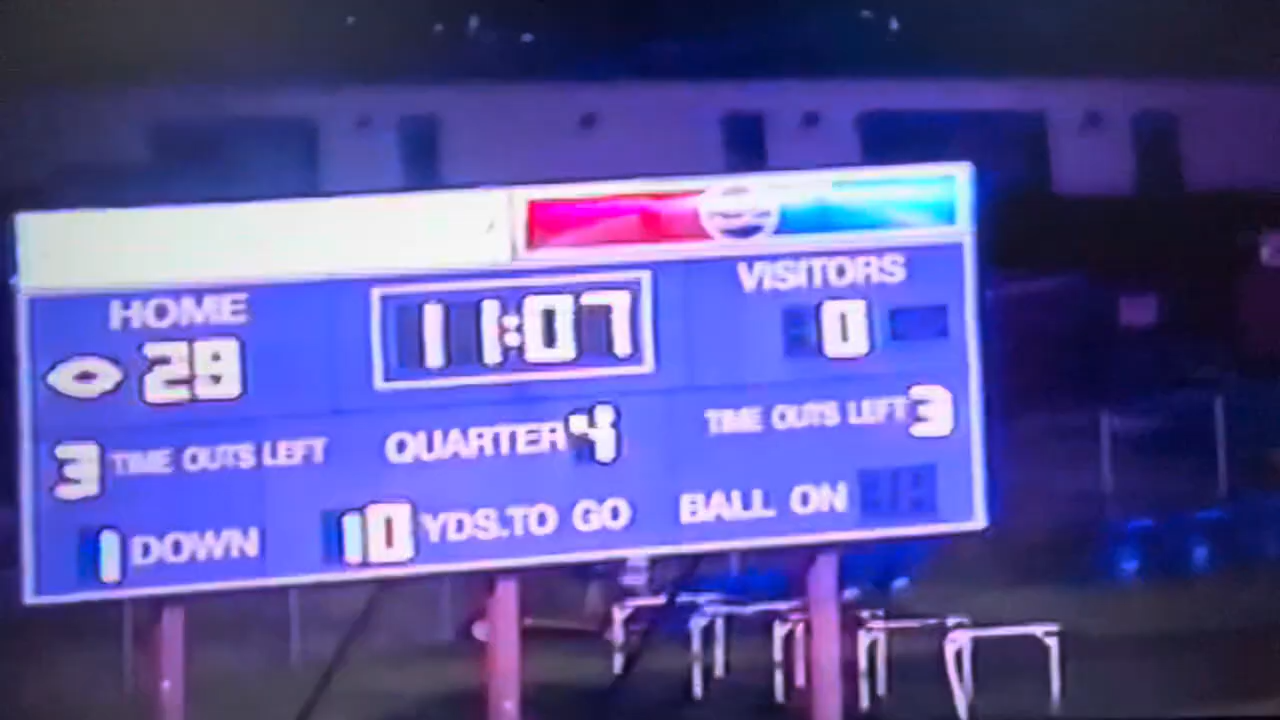 HOME 11:07 VISITORS
29 0
3 TIME OUTS LEFT QUARTER 4 TIME OUTS LEFT 3
1 DOWN 10 YDS.TO GO BALL ON